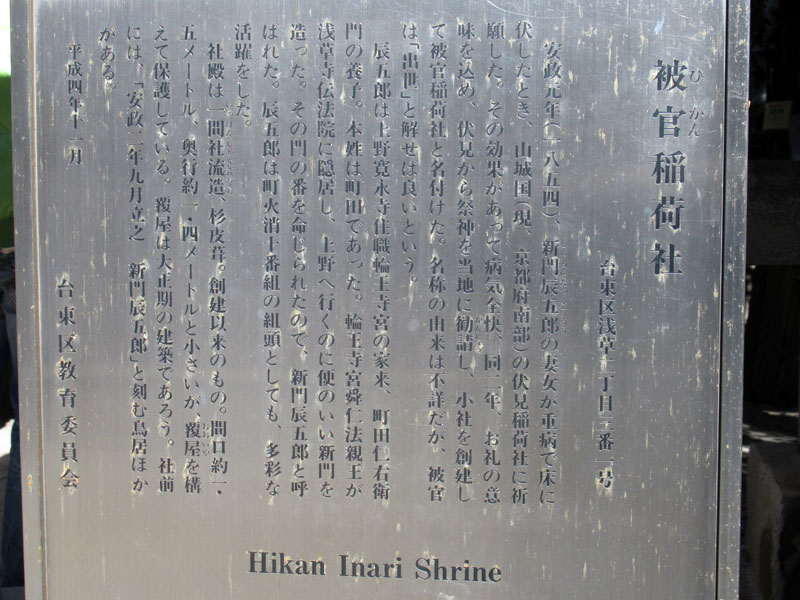 被官稲荷社
ひかん
台東区浅草二丁目三番一号
安政元年(一八五四)、新門辰五郎の妻女が重病で床に
伏したとき、山城国(現、京都府南部)の伏見稲荷社に祈
願した。その効果があって病気全快、同二年、お礼の意
味を込め、伏見から祭神を当地に勧請し、小社を創建し
て被官稲荷社と名付けた。名称の由来は不詳だが、被官
は「出世」と解せは良いという。
辰五郎は上野寛永寺住職輪王寺宮の家来、町田仁右衛
門の養子。本姓は町田であった。輪王寺宮舜仁法親王が
浅草寺伝法院に隠居し、上野へ行くのに便のいい新門を
造った。その門の番を命じられたので、新門辰五郎と呼
ばれた。辰五郎は町火消十番組の組頭としても、多彩な
活躍をした。
社殿は一間社流造、杉皮葺。創建以来のもの。間口約一・
五メートル、奥行約一・四メートルと小さいが、覆屋を構
えて保護している。覆屋は大正期の建築であろう。社前
には、「安政二年九月立之 新門辰五郎」と刻む鳥居ほか
がある。
平成四年十一月
台東区教育委員会
Hikan Inari Shrine